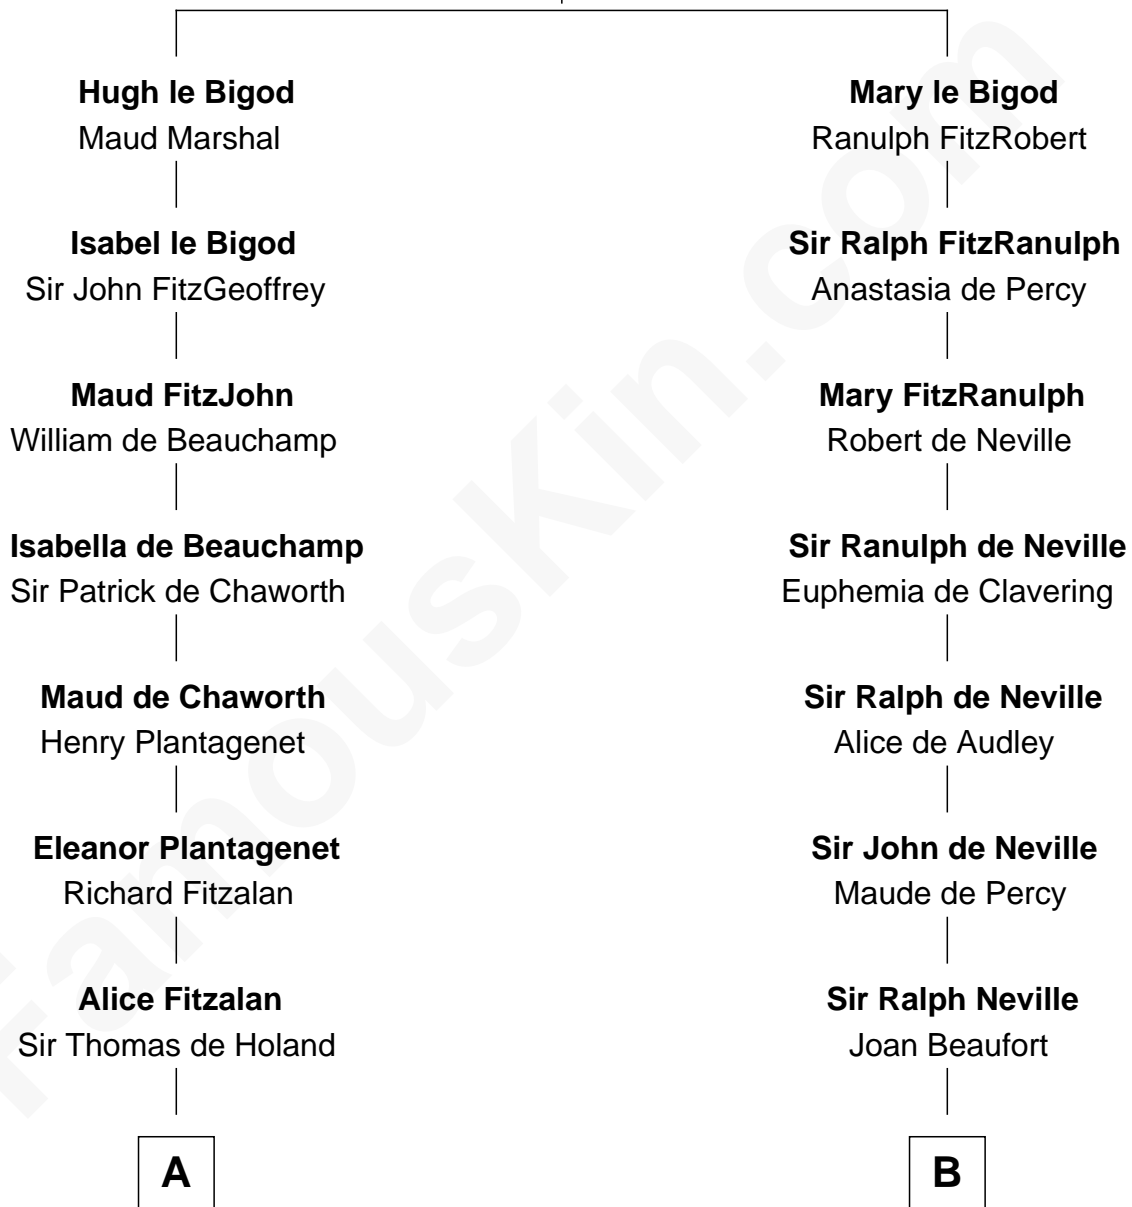 Hugh le Bigod
Maud Marshal
Isabel le Bigod
Sir John FitzGeoffrey
Maud FitzJohn
William de Beauchamp
Isabella de Beauchamp
Sir Patrick de Chaworth
Maud de Chaworth
Henry Plantagenet
Eleanor Plantagenet
Richard Fitzalan
Alice Fitzalan
Sir Thomas de Holand
A
Mary le Bigod
Ranulph FitzRobert
Sir Ralph FitzRanulph
Anastasia de Percy
Mary FitzRanulph
Robert de Neville
Sir Ranulph de Neville
Euphemia de Clavering
Sir Ralph de Neville
Alice de Audley
Sir John de Neville
Maude de Percy
Sir Ralph Neville
Joan Beaufort
B
FamousKin.com